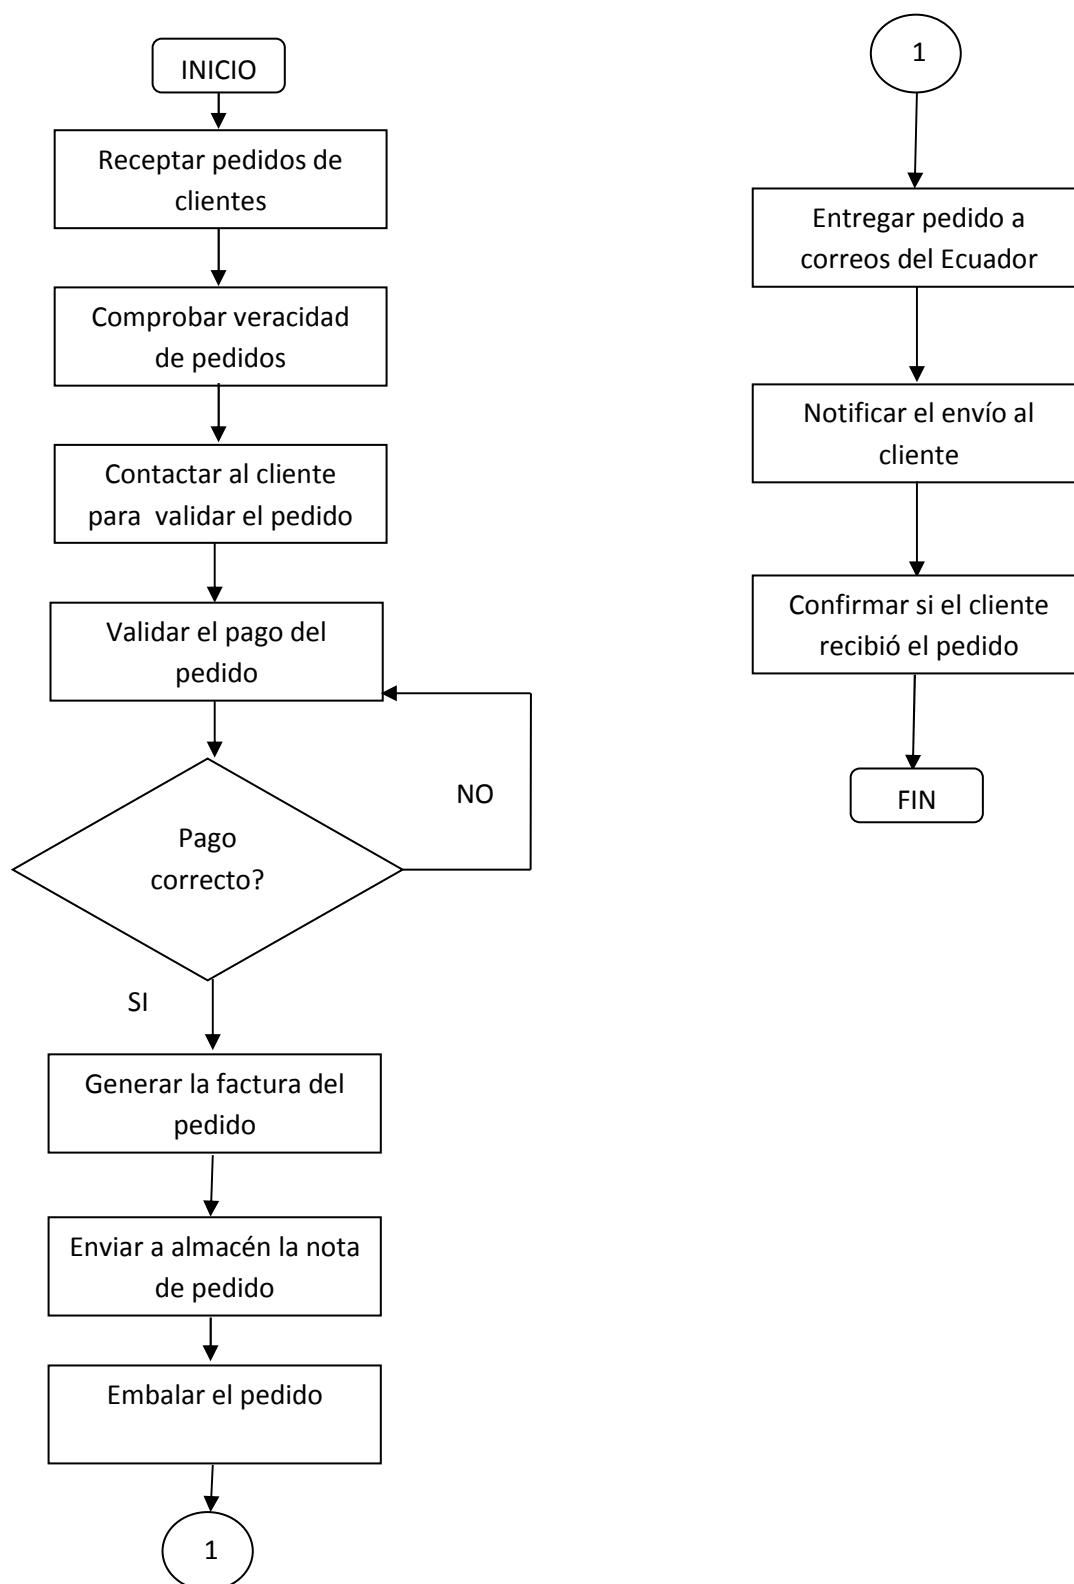 INICIO
Receptar pedidos de
clientes
Comprobar veracidad
de pedidos
Contactar al cliente
para  validar el pedido
Validar el pago del
pedido
NO
Pago
correcto?
SI
Generar la factura del
pedido
Enviar a almacén la nota
de pedido
Embalar el pedido
1
1
Entregar pedido a
correos del Ecuador
Notificar el envío al
cliente
Confirmar si el cliente
recibió el pedido
FIN